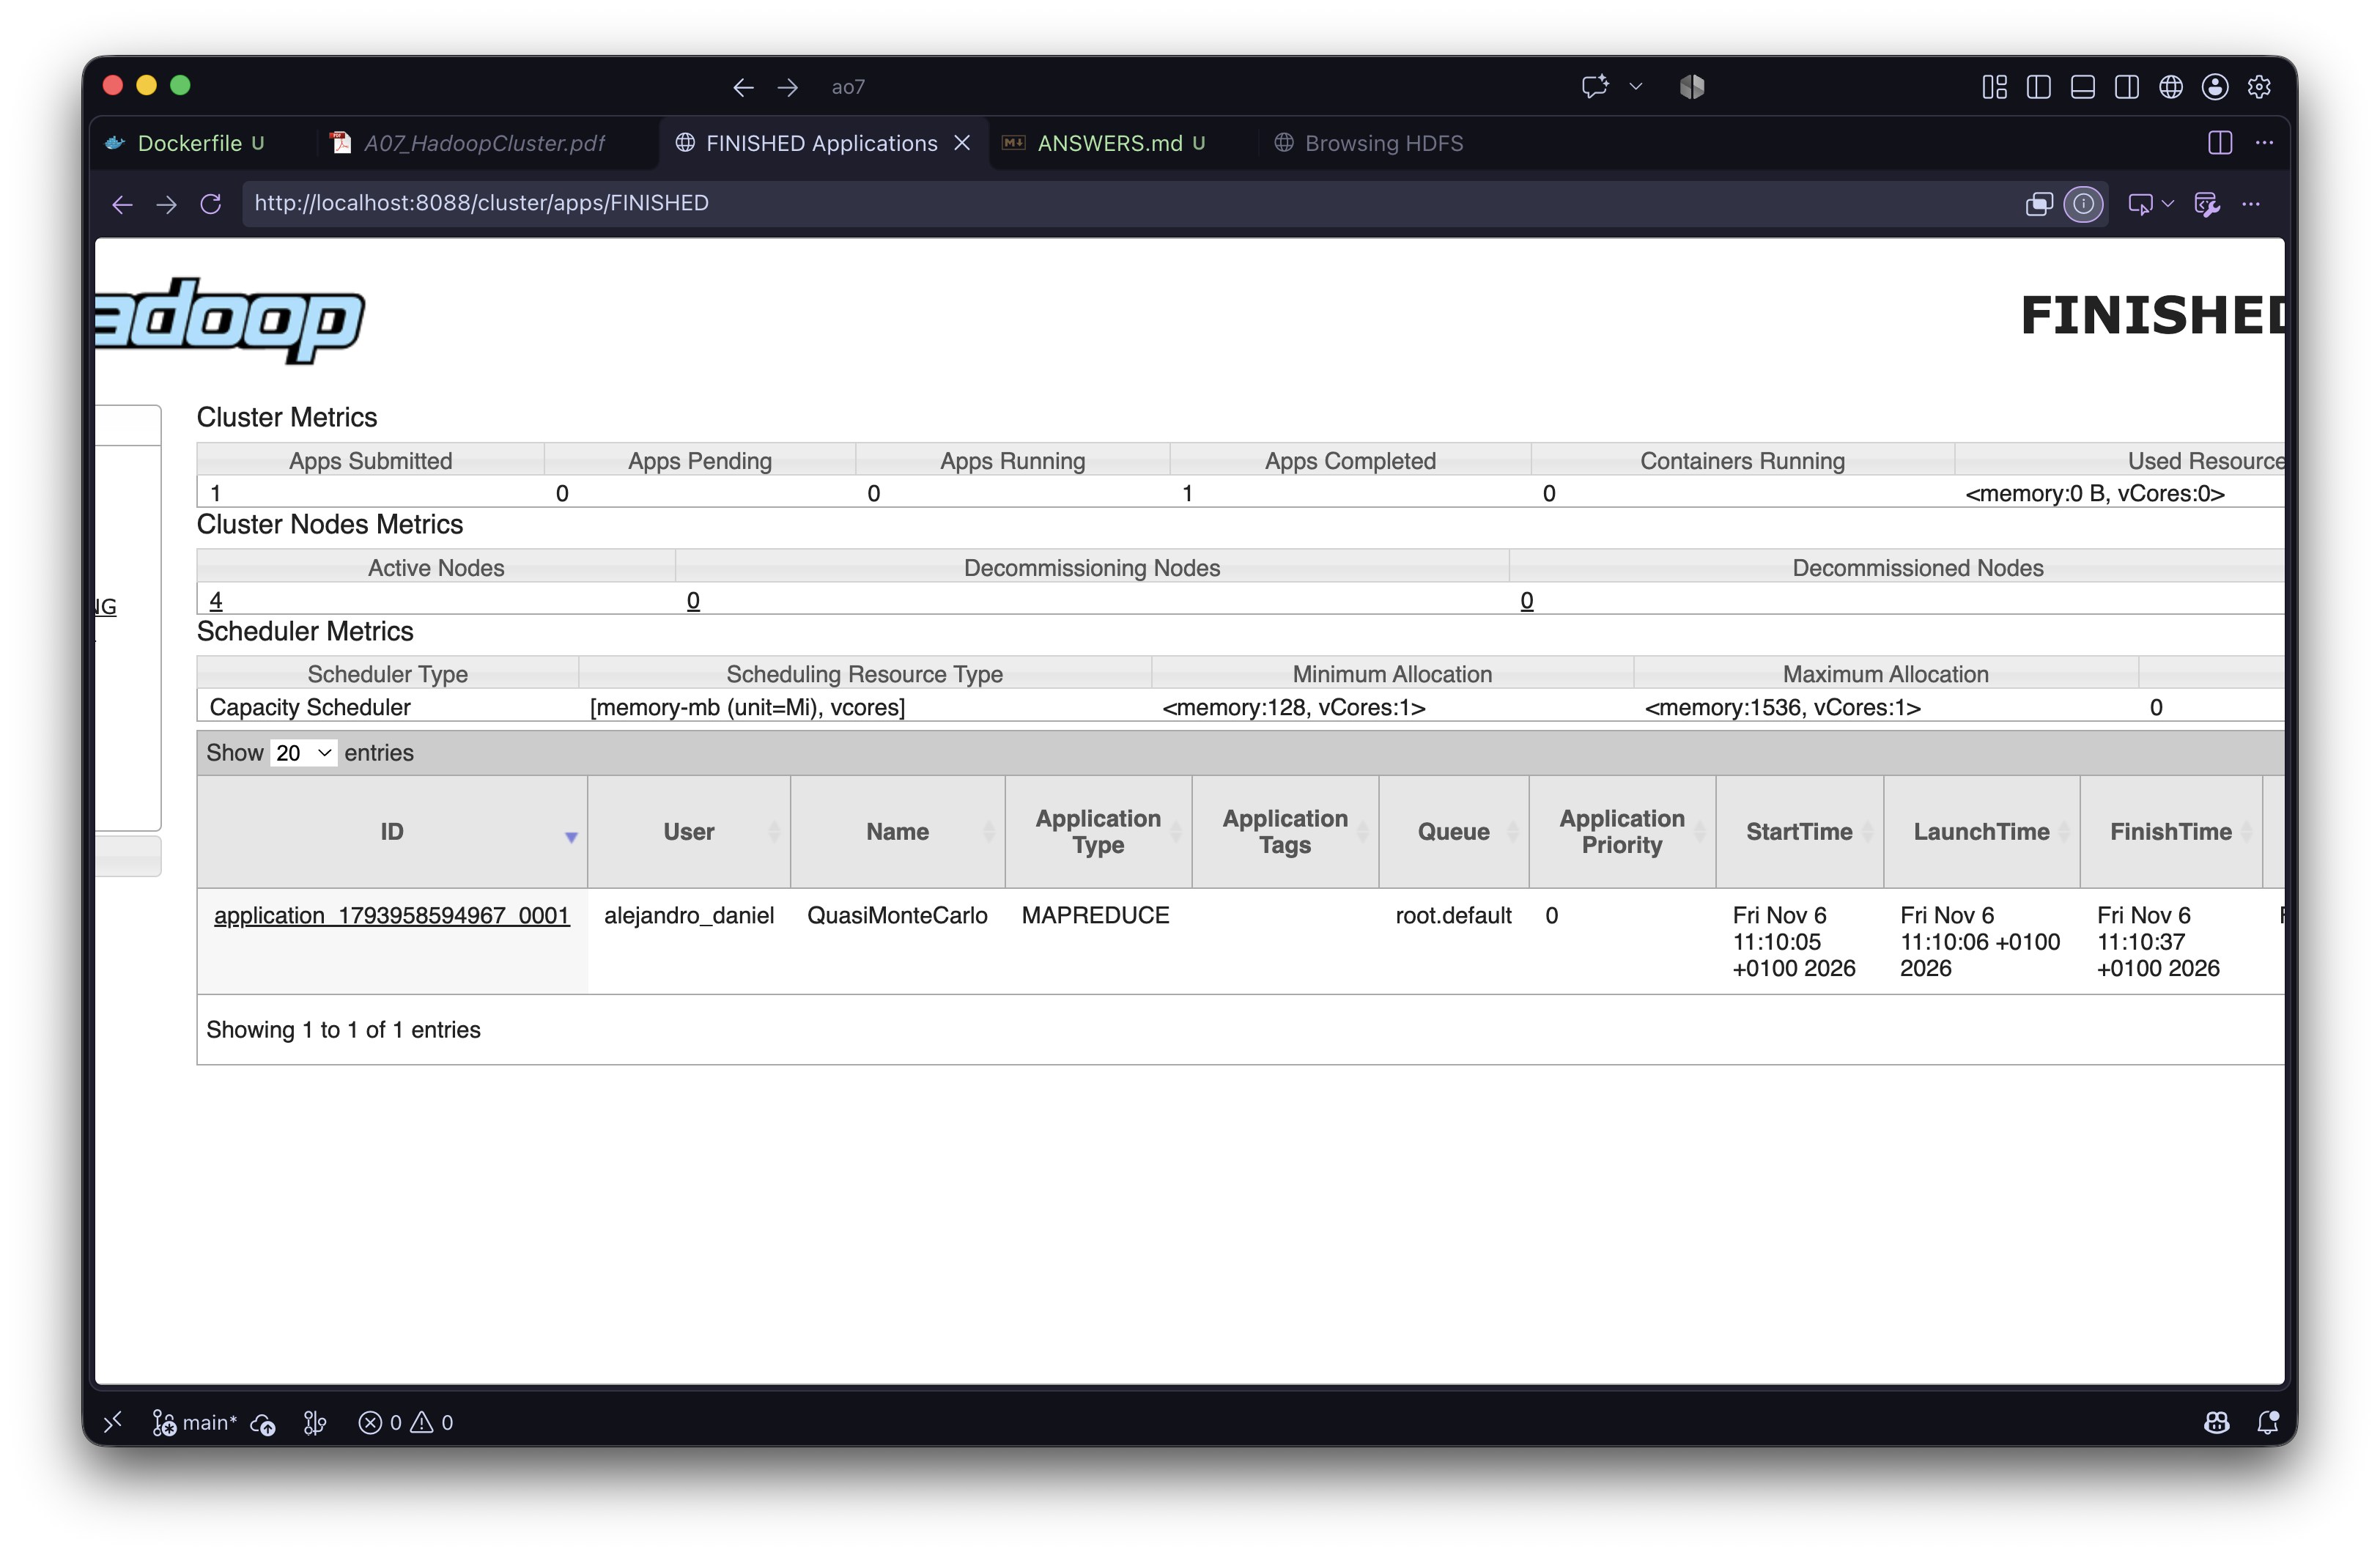 ao7
Dockerfile U
A07_HadoopCluster.pdf
FINISHED Applications
ANSWERS.md U
Browsing HDFS
http://localhost:8088/cluster/apps/FINISHED
adoop
FINISHED
Cluster Metrics
Apps Submitted Apps Pending Apps Running Apps Completed Containers Running Used Resource
1 0 0 1 0 <memory:0 B, vCores:0>
Cluster Nodes Metrics
Active Nodes Decommissioning Nodes Decommissioned Nodes
4 0 0
NG
Scheduler Metrics
Scheduler Type Scheduling Resource Type Minimum Allocation Maximum Allocation
Capacity Scheduler [memory-mb (unit=Mi), vcores] <memory:128, vCores:1> <memory:1536, vCores:1> 0
Show 20 entries
ID User Name Application Type Application Tags Queue Application Priority StartTime LaunchTime FinishTime
application_1793958594967_0001 alejandro_daniel QuasiMonteCarlo MAPREDUCE root.default 0 Fri Nov 6 11:10:05 +0100 2026 Fri Nov 6 11:10:06 +0100 2026 Fri Nov 6 11:10:37 +0100 2026
Showing 1 to 1 of 1 entries
main* 0 0